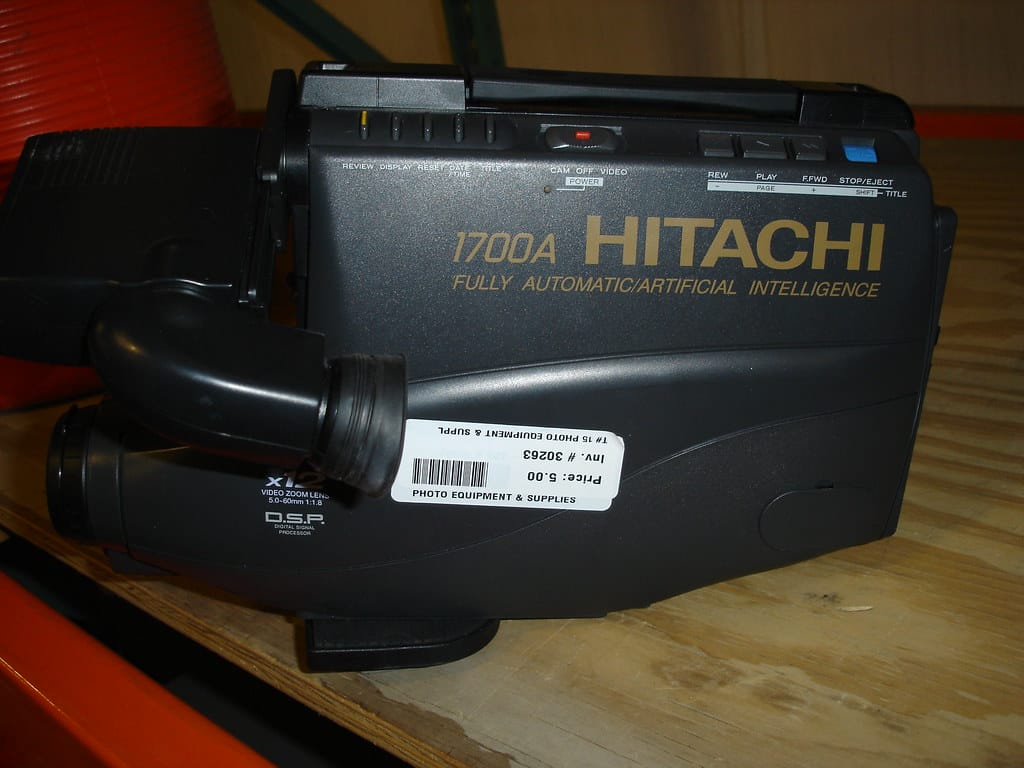 REVIEW DISPLAY RESET DATE/TIME TITLE
CAM OFF VIDEO
POWER
REW PLAY F.FWD STOP/EJECT
- PAGE + SHIFT TITLE
1700A HITACHI
FULLY AUTOMATIC/ARTIFICIAL INTELLIGENCE
T# 15 PHOTO EQUIPMENT & SUPPL
Inv. # 30263
Price: 5.00
PHOTO EQUIPMENT & SUPPLIES
x12
VIDEO ZOOM LENS
5.0-60mm 1:1.8
D.S.P.
DIGITAL SIGNAL
PROCESSOR